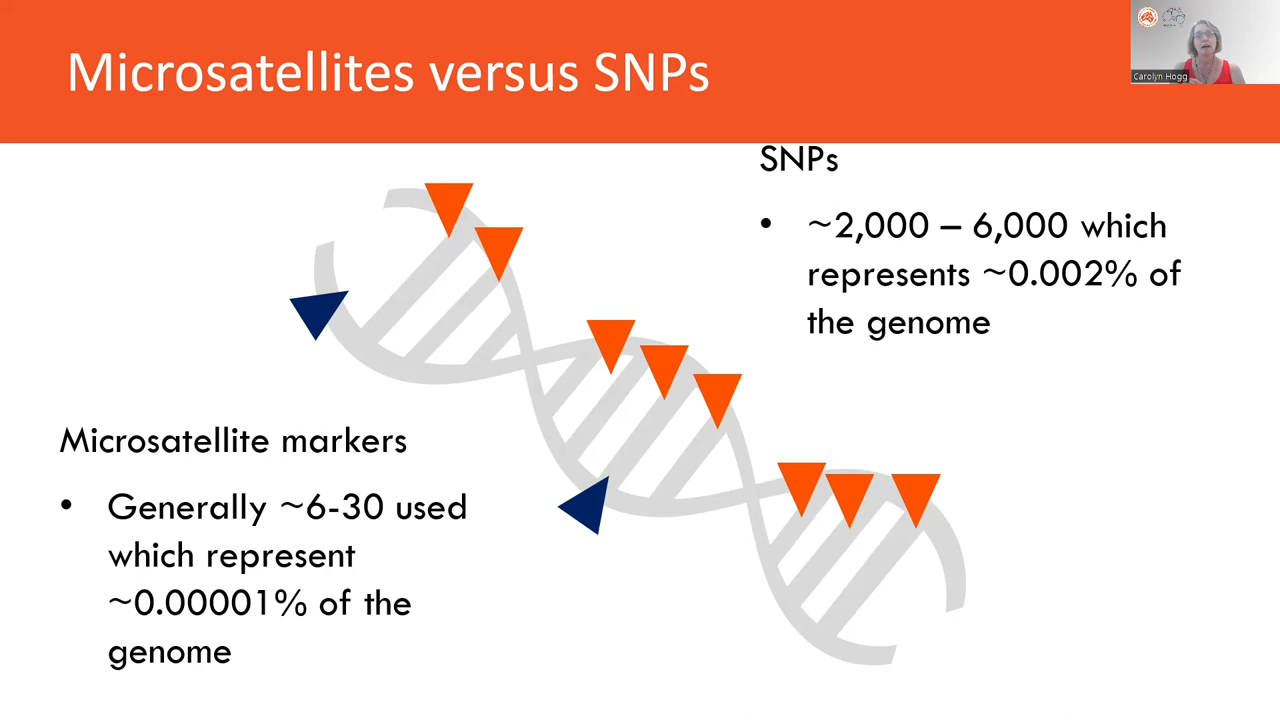 Microsatellites versus SNPs
Carolyn Hogg
SNPs
• ~2,000 – 6,000 which
represents ~0.002% of
the genome
Microsatellite markers
• Generally ~6-30 used
which represent
~0.00001% of the
genome